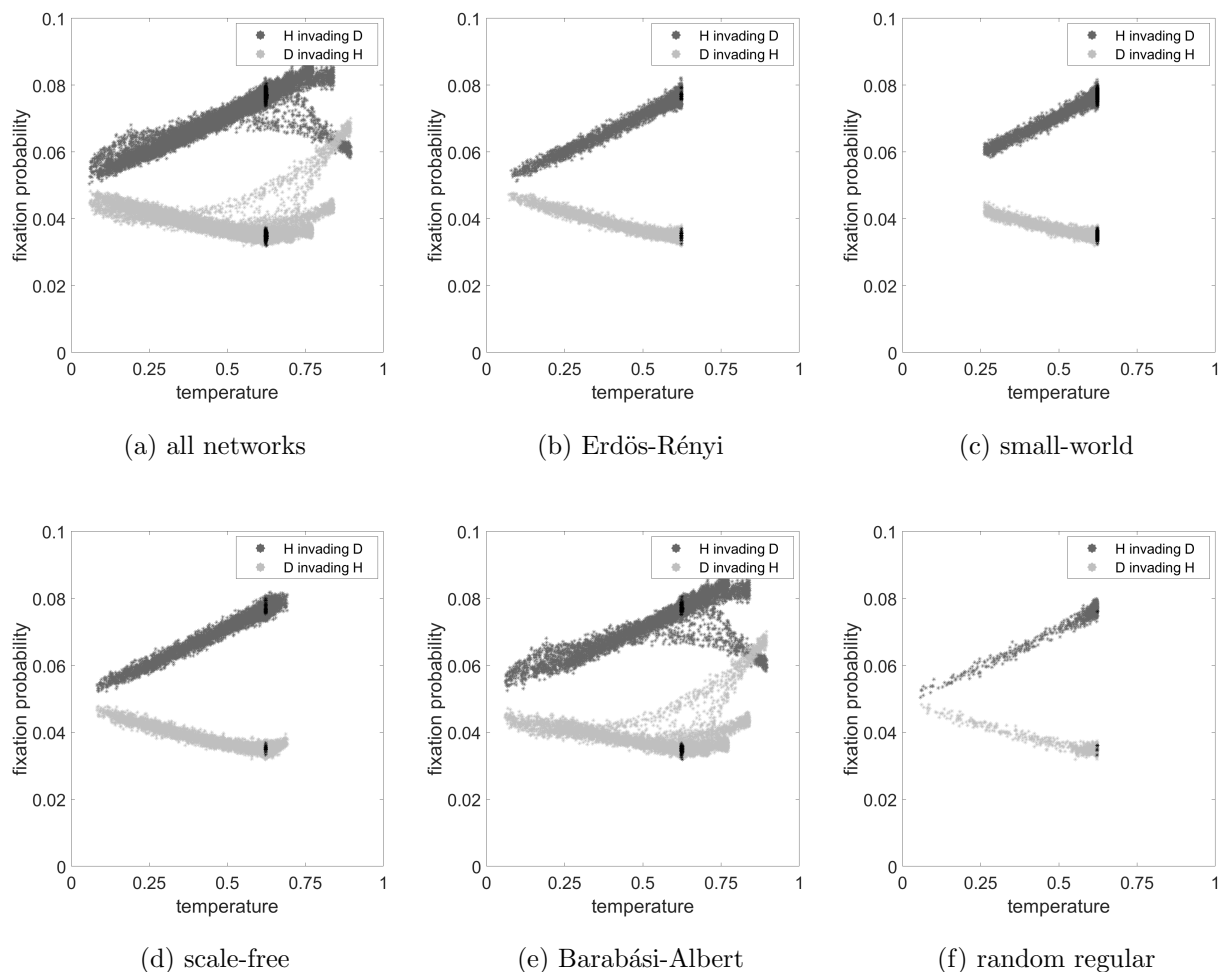 0.1
0.08
0.06
0.04
0.02
0
fixation probability
H invading D
D invading H
0 0.25 0.5 0.75 1
temperature
(a) all networks
0.1
0.08
0.06
0.04
0.02
0
fixation probability
H invading D
D invading H
0 0.25 0.5 0.75 1
temperature
(b) Erdös-Rényi
0.1
0.08
0.06
0.04
0.02
0
fixation probability
H invading D
D invading H
0 0.25 0.5 0.75 1
temperature
(c) small-world
0.1
0.08
0.06
0.04
0.02
0
fixation probability
H invading D
D invading H
0 0.25 0.5 0.75 1
temperature
(d) scale-free
0.1
0.08
0.06
0.04
0.02
0
fixation probability
H invading D
D invading H
0 0.25 0.5 0.75 1
temperature
(e) Barabási-Albert
0.1
0.08
0.06
0.04
0.02
0
fixation probability
H invading D
D invading H
0 0.25 0.5 0.75 1
temperature
(f) random regular